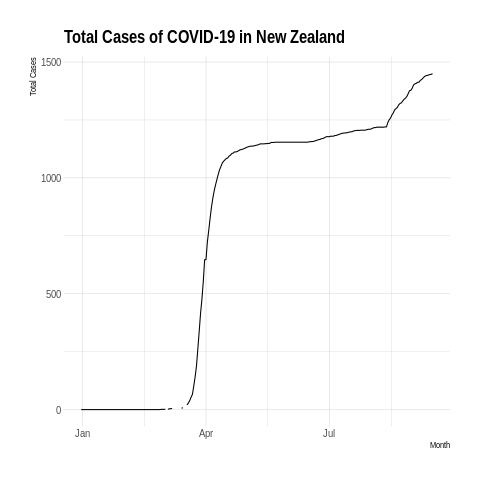 Total Cases of COVID-19 in New Zealand
Total Cases
1500
1000
500
0
Jan
Apr
Jul
Month